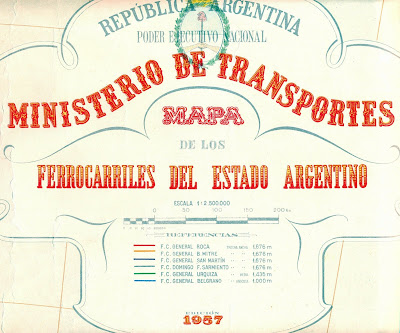 REPÚBLICA ARGENTINA
PODER EJECUTIVO NACIONAL
MINISTERIO DE TRANSPORTES
MAPA
DE LOS
FERROCARRILES DEL ESTADO ARGENTINO
ESCALA 1:2.500.000
0 50 100 150 200 Km
REFERENCIAS
F.C. GENERAL ROCA 1,676 m
F.C. GENERAL B. MITRE " " 1,676 m
F.C. GENERAL SAN MARTÍN " " 1,676 m
F.C. DOMINGO F. SARMIENTO " " 1,676 m
F.C. GENERAL URQUIZA " " 1,435 m
F.C. GENERAL BELGRANO " " 1,000 m
EDICIÓN
1957